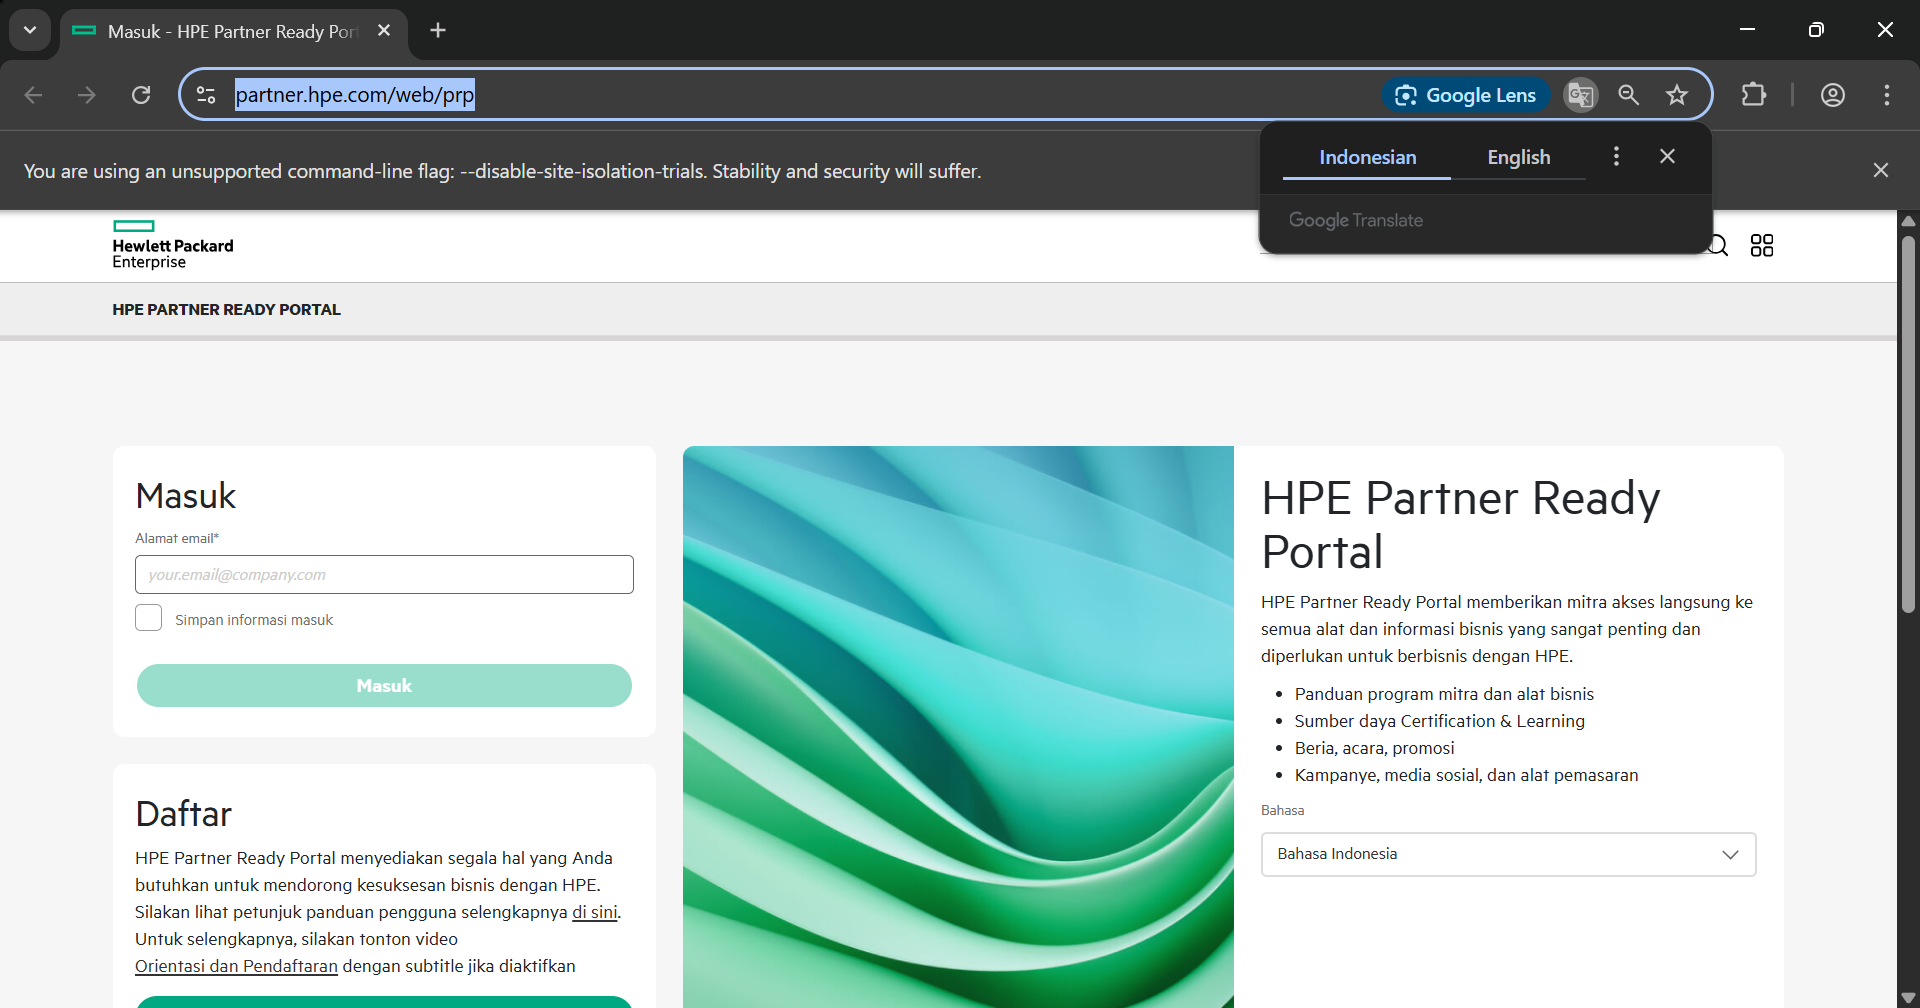 Masuk - HPE Partner Ready Por
partner.hpe.com/web/prp
Google Lens
You are using an unsupported command-line flag: --disable-site-isolation-trials. Stability and security will suffer.
Indonesian
English
Google Translate
Hewlett Packard
Enterprise
HPE PARTNER READY PORTAL
Masuk
Alamat email*
your.email@company.com
Simpan informasi masuk
Masuk
Daftar
HPE Partner Ready Portal menyediakan segala hal yang Anda
butuhkan untuk mendorong kesuksesan bisnis dengan HPE.
Silakan lihat petunjuk panduan pengguna selengkapnya di sini.
Untuk selengkapnya, silakan tonton video
Orientasi dan Pendaftaran dengan subtitle jika diaktifkan
HPE Partner Ready
Portal
HPE Partner Ready Portal memberikan mitra akses langsung ke
semua alat dan informasi bisnis yang sangat penting dan
diperlukan untuk berbisnis dengan HPE.
• Panduan program mitra dan alat bisnis
• Sumber daya Certification & Learning
• Beria, acara, promosi
• Kampanye, media sosial, dan alat pemasaran
Bahasa
Bahasa Indonesia